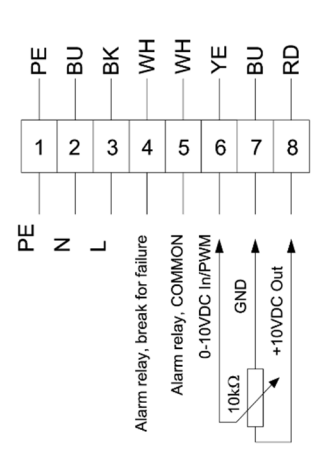 PE
BU
BK
WH
WH
YE
BU
RD
1
2
3
4
5
6
7
8
PE
N
L
Alarm relay, break for failure
Alarm relay, COMMON
0-10VDC In/PWM
GND
+10VDC Out
10kΩ